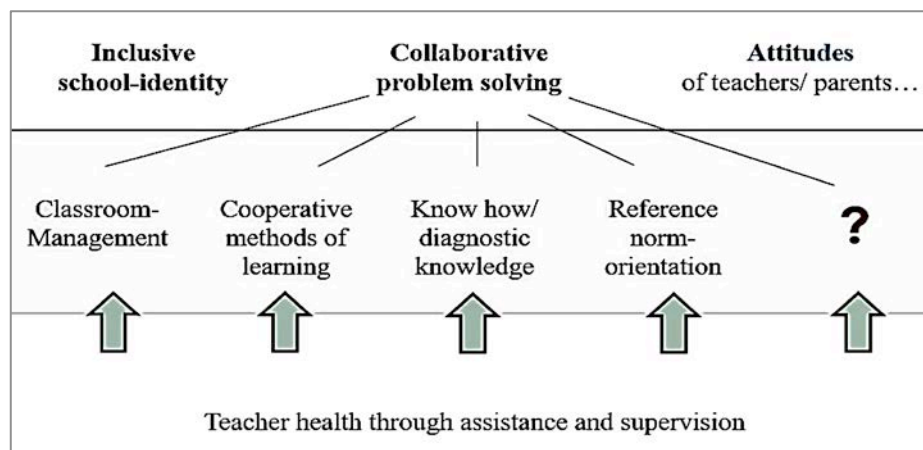 Inclusive
school-identity
Collaborative
problem solving
Attitudes
of teachers/ parents…
Classroom-
Management
Cooperative
methods of
learning
Know how/
diagnostic
knowledge
Reference
norm-
orientation
?
Teacher health through assistance and supervision